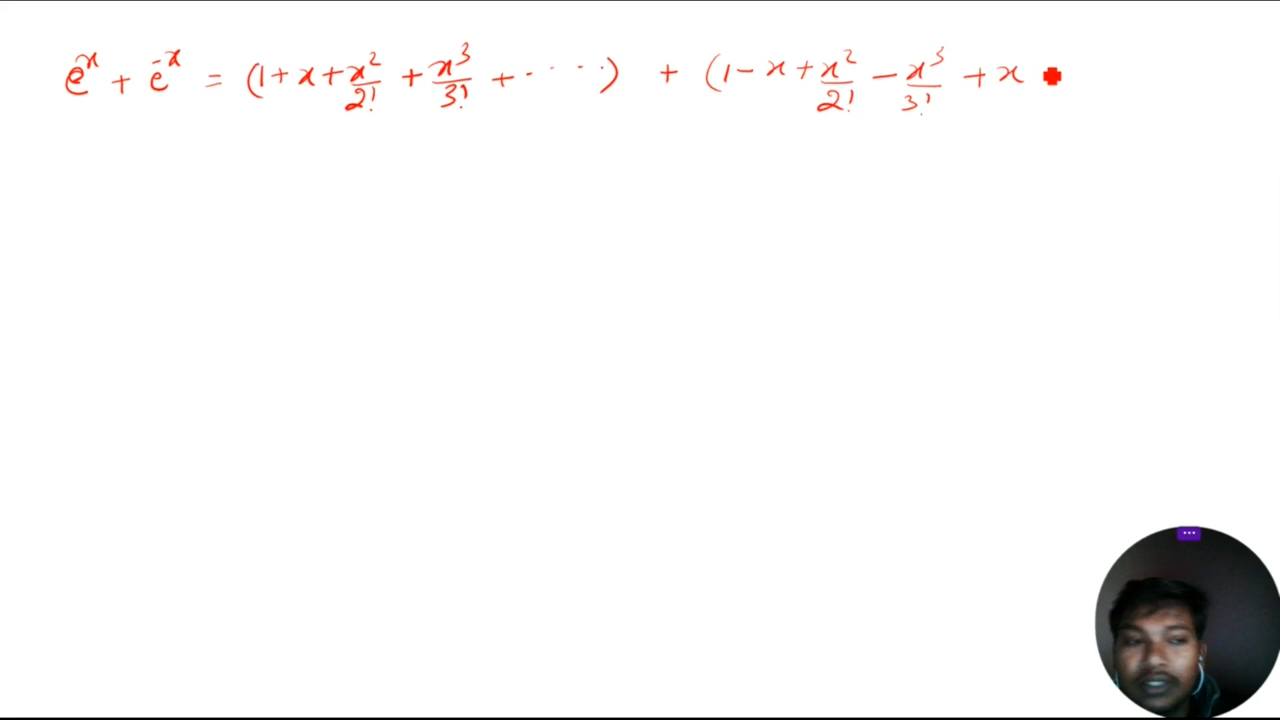 e^x + e^-x = (1 + x + x^2/2! + x^3/3! + - ....) + (1 - x + x^2/2! - x^3/3! + x